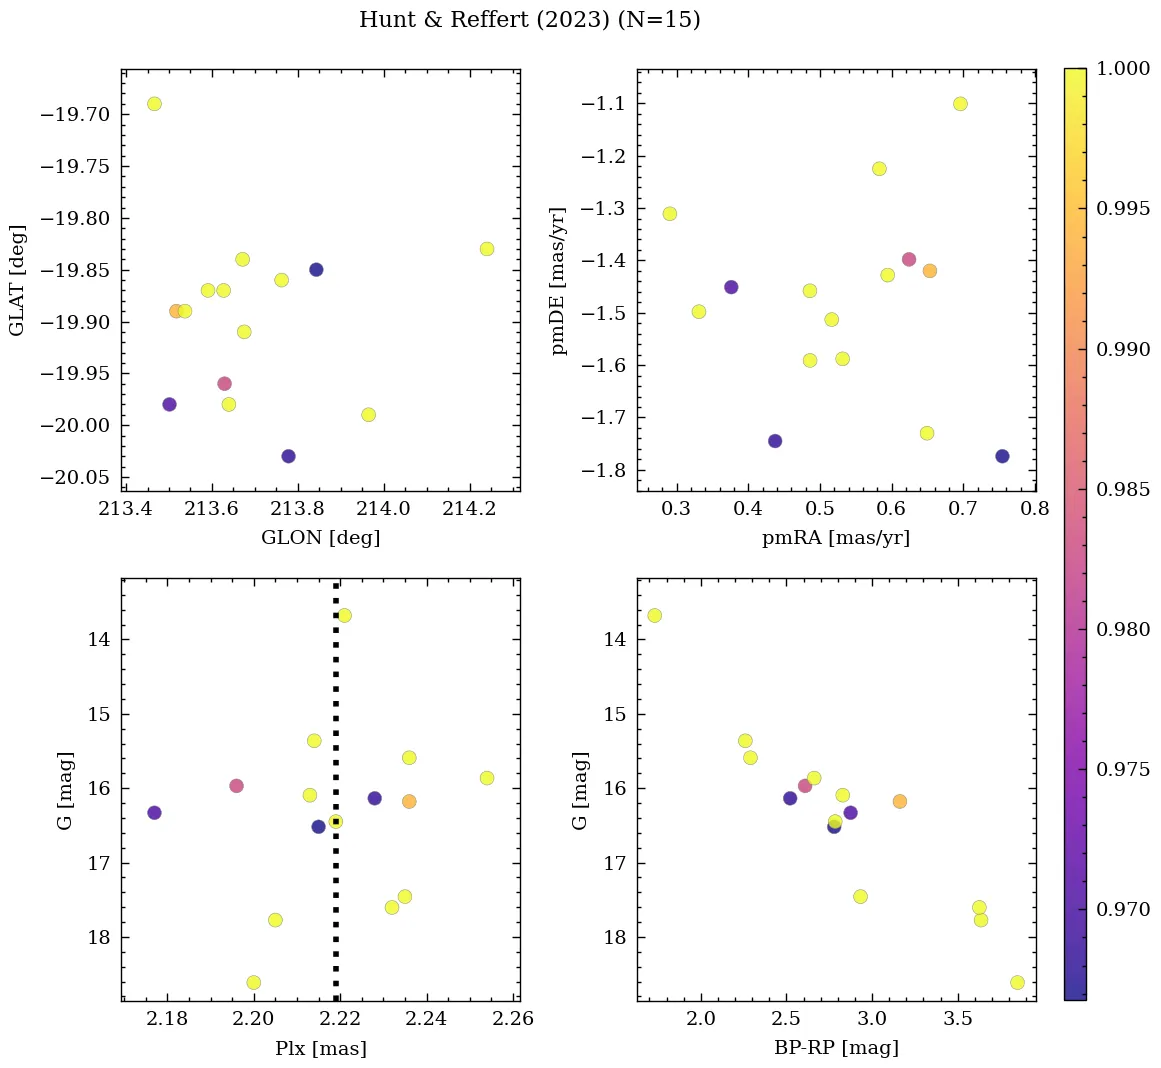 Hunt & Reffert (2023) (N=15)
−19.70
−19.75
−19.80
−19.85
−19.90
−19.95
−20.00
−20.05
GLAT [deg]
213.4 213.6 213.8 214.0 214.2
GLON [deg]
−1.1
−1.2
−1.3
−1.4
−1.5
−1.6
−1.7
−1.8
pmDE [mas/yr]
0.3 0.4 0.5 0.6 0.7 0.8
pmRA [mas/yr]
14
15
16
17
18
G [mag]
2.18 2.20 2.22 2.24 2.26
Plx [mas]
14
15
16
17
18
G [mag]
2.0 2.5 3.0 3.5
BP-RP [mag]
1.000
0.995
0.990
0.985
0.980
0.975
0.970